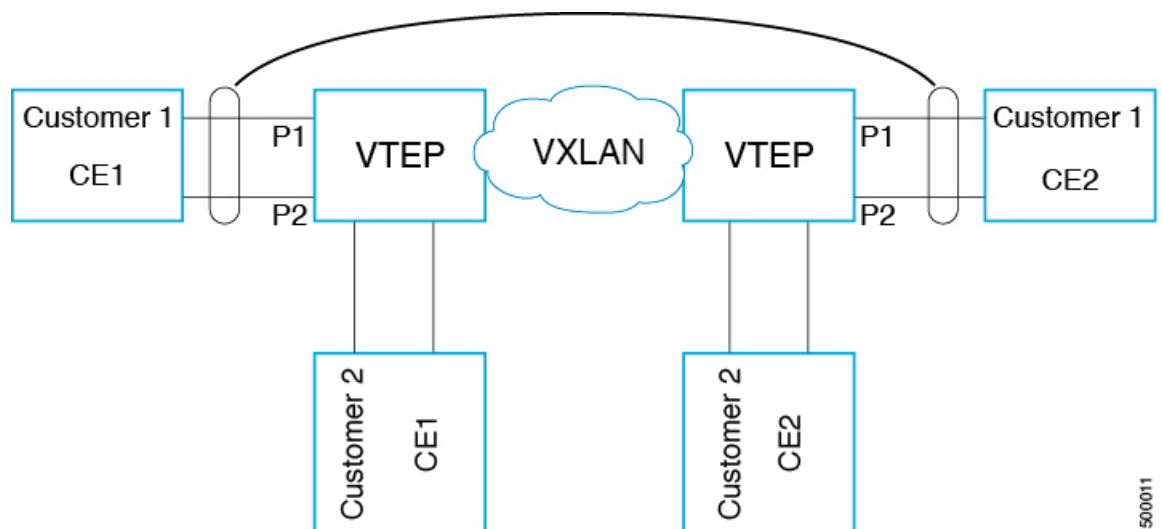 Customer 1
CE1
P1
P2
VTEP
VXLAN
VTEP
P1
P2
Customer 1
CE2
Customer 2
CE1
Customer 2
CE2
500011